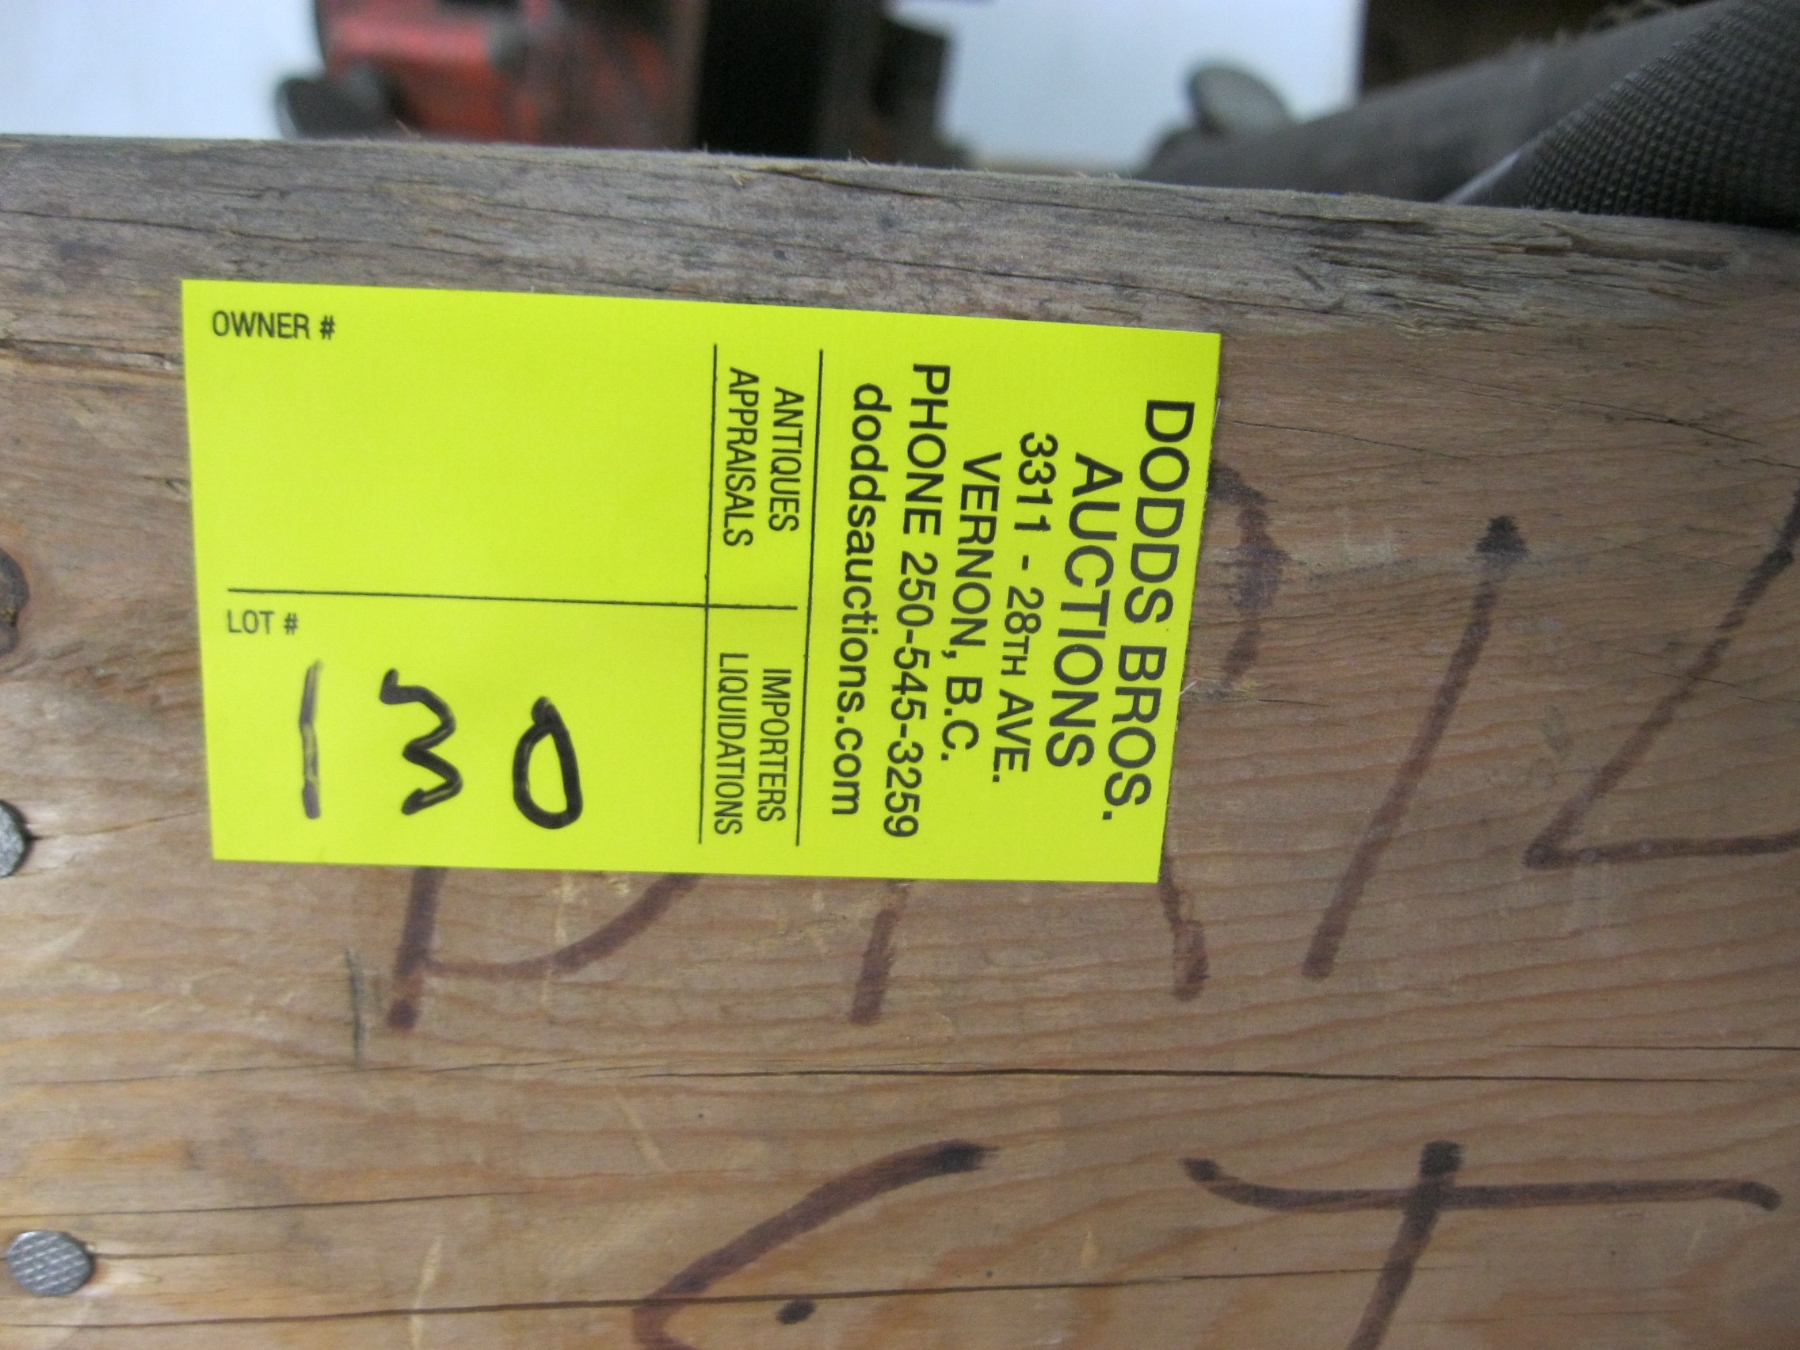 DODDS BROS.
AUCTIONS
3311 - 28TH AVE.
VERNON, B.C.
PHONE 250-545-3259
doddsauctions.com
ANTIQUES IMPORTERS
APPRAISALS LIQUIDATIONS
OWNER #
LOT #
130